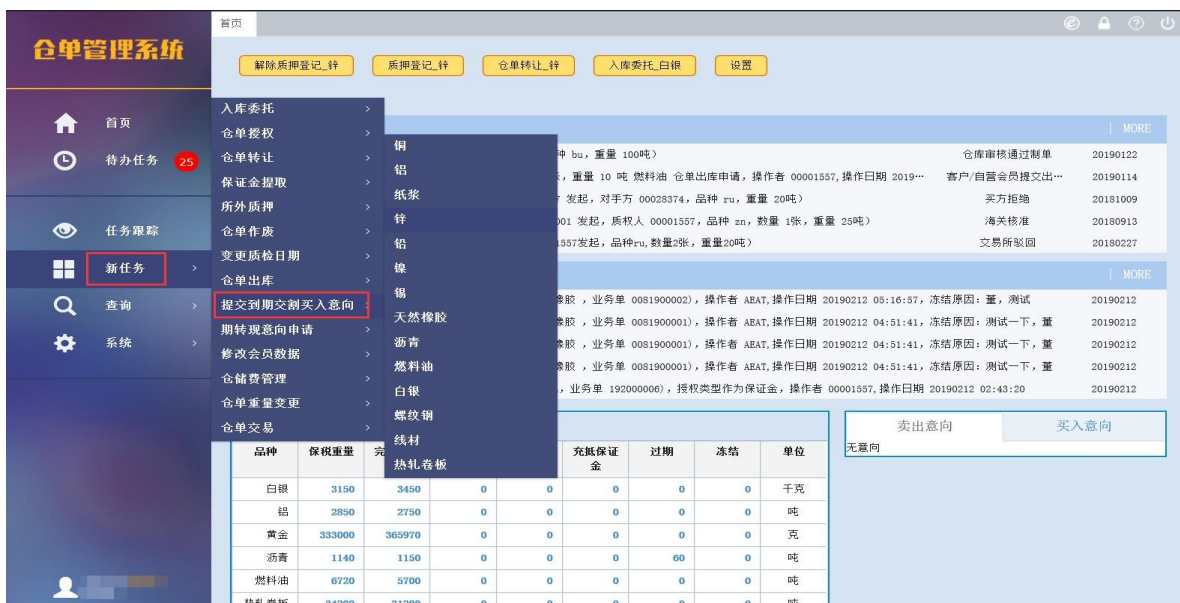 仓单管理系统
首页
待办任务 25
任务跟踪
新任务 >
查询 >
系统 >
首页
解除质押登记_锌 质押登记_锌 仓单转让_锌 入库委托_白银 设置
入库委托 >
仓单授权 >
仓单转让 >
保证金提取 >
所外质押 >
仓单作废 >
变更质检日期 >
仓单出库 >
提交到期交割买入意向
期转现意向申请 >
修改会员数据 >
仓储费管理 >
仓单重量变更 >
仓单交易 >
铜
铝
纸浆
锌
铅
镍
锡
天然橡胶
沥青
燃料油
白银
螺纹钢
线材
热轧卷板
| MORE
bu，重量 100吨） 仓库审核通过制单 20190122
，重量 10 吨 燃料油 仓单出库申请，操作者 00001557,操作日期 2019… 客户/自营会员提交出… 20190114
发起，对手方 00028374，品种 ru，重量 20吨） 买方拒绝 20181009
001 发起，质权人 00001557，品种 zn，数量 1张，重量 25吨） 海关核准 20180913
1557发起，品种ru,数量2张，重量20吨） 交易所驳回 20180227
| MORE
橡胶 ，业务单 0081900002），操作者 AEAT,操作日期 20190212 05:16:57，冻结原因：董，测试 20190212
橡胶 ，业务单 0081900001），操作者 AEAT,操作日期 20190212 04:51:41，冻结原因：测试一下，董 20190212
橡胶 ，业务单 0081900001），操作者 AEAT,操作日期 20190212 04:51:41，冻结原因：测试一下，董 20190212
橡胶 ，业务单 0081900001），操作者 AEAT,操作日期 20190212 04:51:41，冻结原因：测试一下，董 20190212
，业务单 192000006），授权类型作为保证金，操作者 00001557,操作日期 20190212 02:43:20 20190212
卖出意向 买入意向
无意向
品种 保税重量 完 充抵保证金 过期 冻结 单位
白银 3150 3450 0 0 0 0 0 千克
铝 2850 2750 0 0 0 0 0 吨
黄金 333000 365970 0 0 0 0 0 克
沥青 1140 1150 0 0 0 60 0 吨
燃料油 6720 5700 0 0 0 0 0 吨